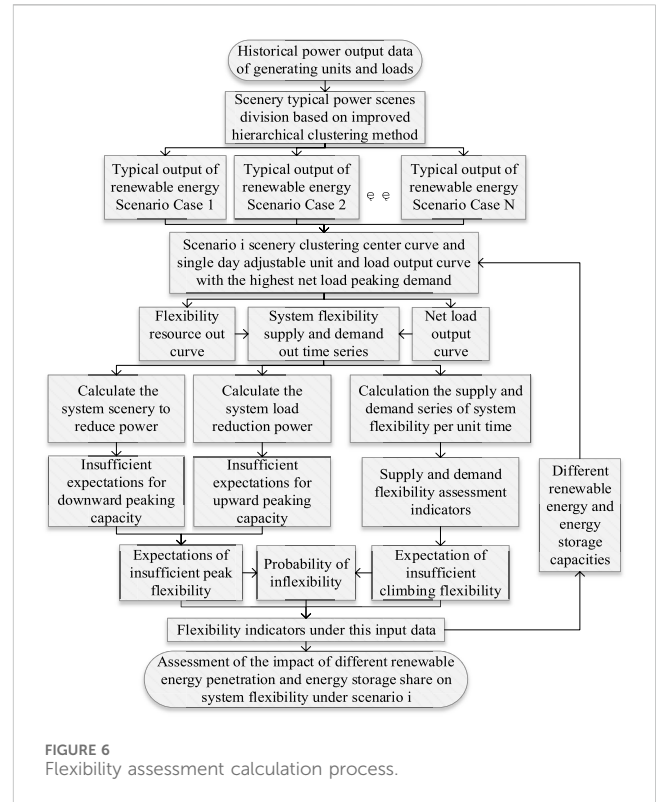 Historical power output data
of generating units and loads
Scenery typical power scenes
division based on improved
hierarchical clustering method
Typical output of
renewable energy
Scenario Case 1
Typical output of
renewable energy
Scenario Case 2
ę ę
Typical output of
renewable energy
Scenario Case N
Scenario i scenery clustering center curve and
single day adjustable unit and load output curve
with the highest net load peaking demand
Flexibility
resource out
curve
System flexibility
supply and demand
out time series
Net load
output
curve
Calculate the
system scenery to
reduce power
Calculate the
system load
reduction power
Calculation the supply and
demand series of system
flexibility per unit time
Insufficient
expectations for
downward peaking
capacity
Insufficient
expectations for
upward peaking
capacity
Supply and demand
flexibility assessment
indicators
Different
renewable
energy and
energy
storage
capacities
Expectations of
insufficient peak
flexibility
Probability of
inflexibility
Expectation of
insufficient
climbing flexibility
Flexibility indicators under this input data
Assessment of the impact of different renewable
energy penetration and energy storage share on
system flexibility under scenario i
FIGURE 6
Flexibility assessment calculation process.